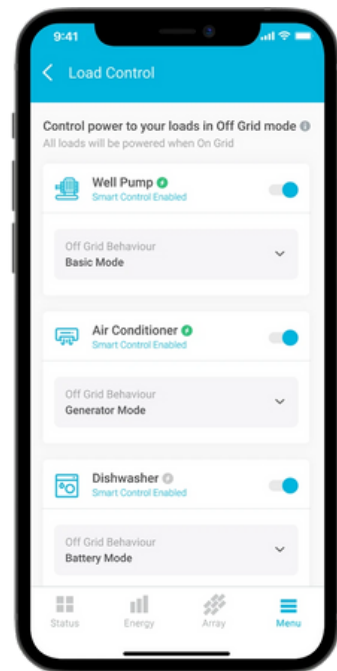 9:41
Load Control
Control power to your loads in Off Grid mode
All loads will be powered when On Grid
Well Pump
Smart Control Enabled
Off Grid Behaviour
Basic Mode
Air Conditioner
Smart Control Enabled
Off Grid Behaviour
Generator Mode
Dishwasher
Smart Control Enabled
Off Grid Behaviour
Battery Mode
Status
Energy
Array
Menu